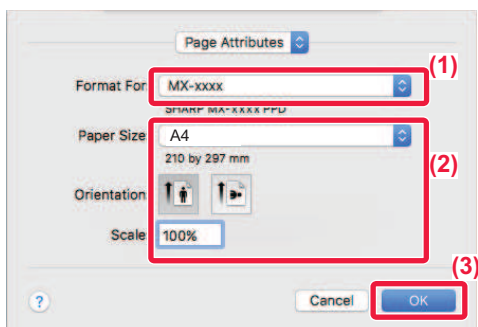 Page Attributes
(1)
Format For: MX-xxxx
SHARP MX-xxxx PPD
Paper Size: A4
210 by 297 mm
(2)
Orientation:
Scale: 100%
(3)
? Cancel OK